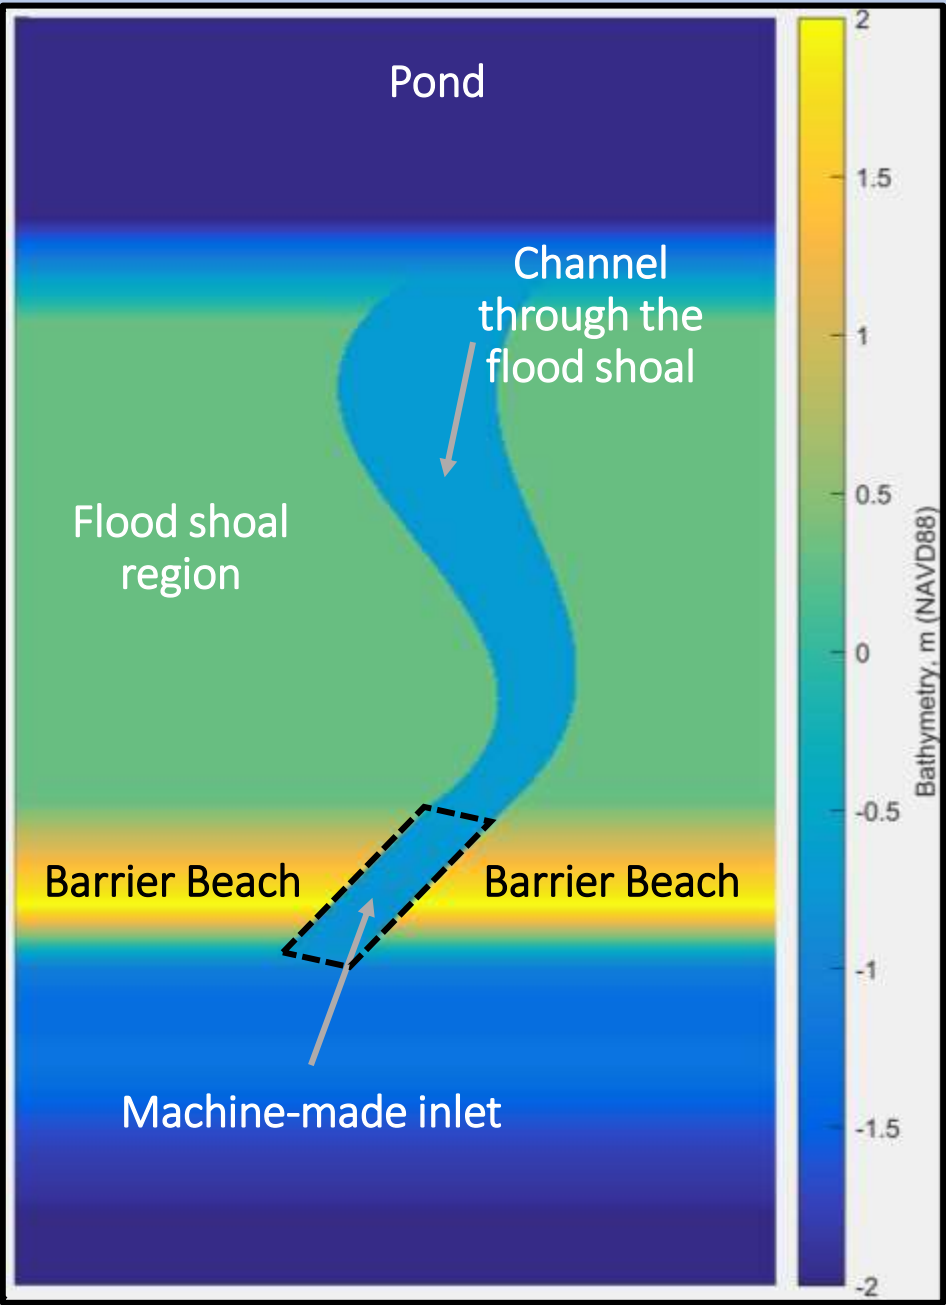 Pond
Channel
through the
flood shoal
Flood shoal
region
Barrier Beach
Barrier Beach
Machine-made inlet
2
1.5
1
0.5
0
-0.5
-1
-1.5
-2
Bathymetry, m (NAVD88)